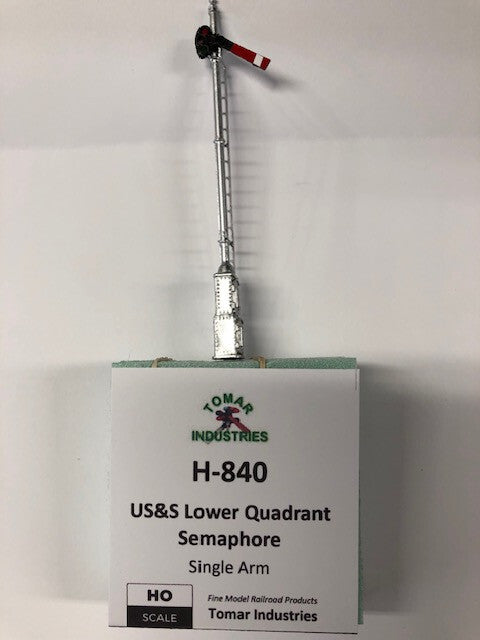 TOMAR
INDUSTRIES
H-840
US&S Lower Quadrant
Semaphore
Single Arm
HO
SCALE
Fine Model Railroad Products
Tomar Industries